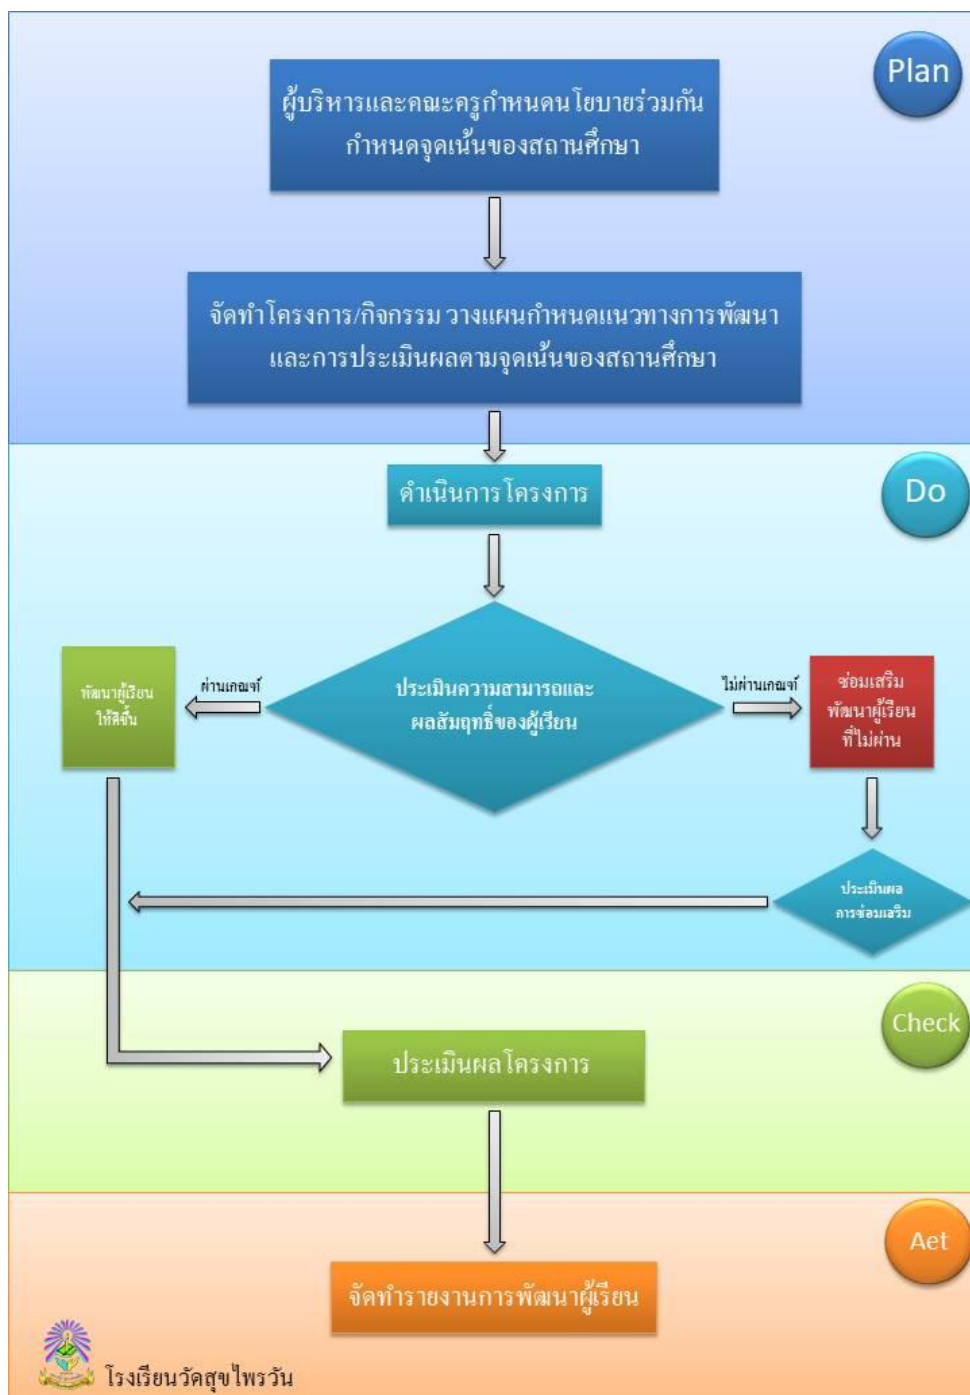 Plan
ผู้บริหารและคณะครูกำหนดนโยบายร่วมกัน
กำหนดจุดเน้นของสถานศึกษา
จัดทำโครงการ/กิจกรรม วางแผนกำหนดแนวทางการพัฒนา
และการประเมินผลตามจุดเน้นของสถานศึกษา
Do
ดำเนินการโครงการ
พัฒนาผู้เรียน
ให้ดีขึ้น
ผ่านเกณฑ์
ประเมินความสามารถและ
ผลสัมฤทธิ์ของผู้เรียน
ไม่ผ่านเกณฑ์
ซ่อมเสริม
พัฒนาผู้เรียน
ที่ไม่ผ่าน
ประเมินผล
การซ่อมเสริม
Check
ประเมินผลโครงการ
Aet
จัดทำรายงานการพัฒนาผู้เรียน
โรงเรียนวัดสุขไพรวัน